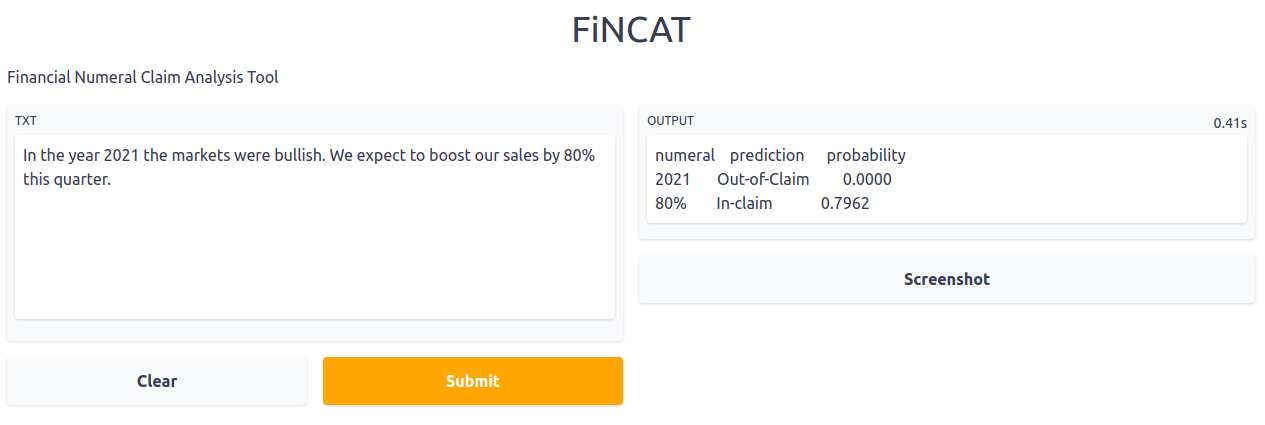 FiNCAT
Financial Numeral Claim Analysis Tool
TXT
In the year 2021 the markets were bullish. We expect to boost our sales by 80%
this quarter.
Clear
Submit
OUTPUT
0.41s
numeral prediction probability
2021 Out-of-Claim 0.0000
80% In-claim 0.7962
Screenshot